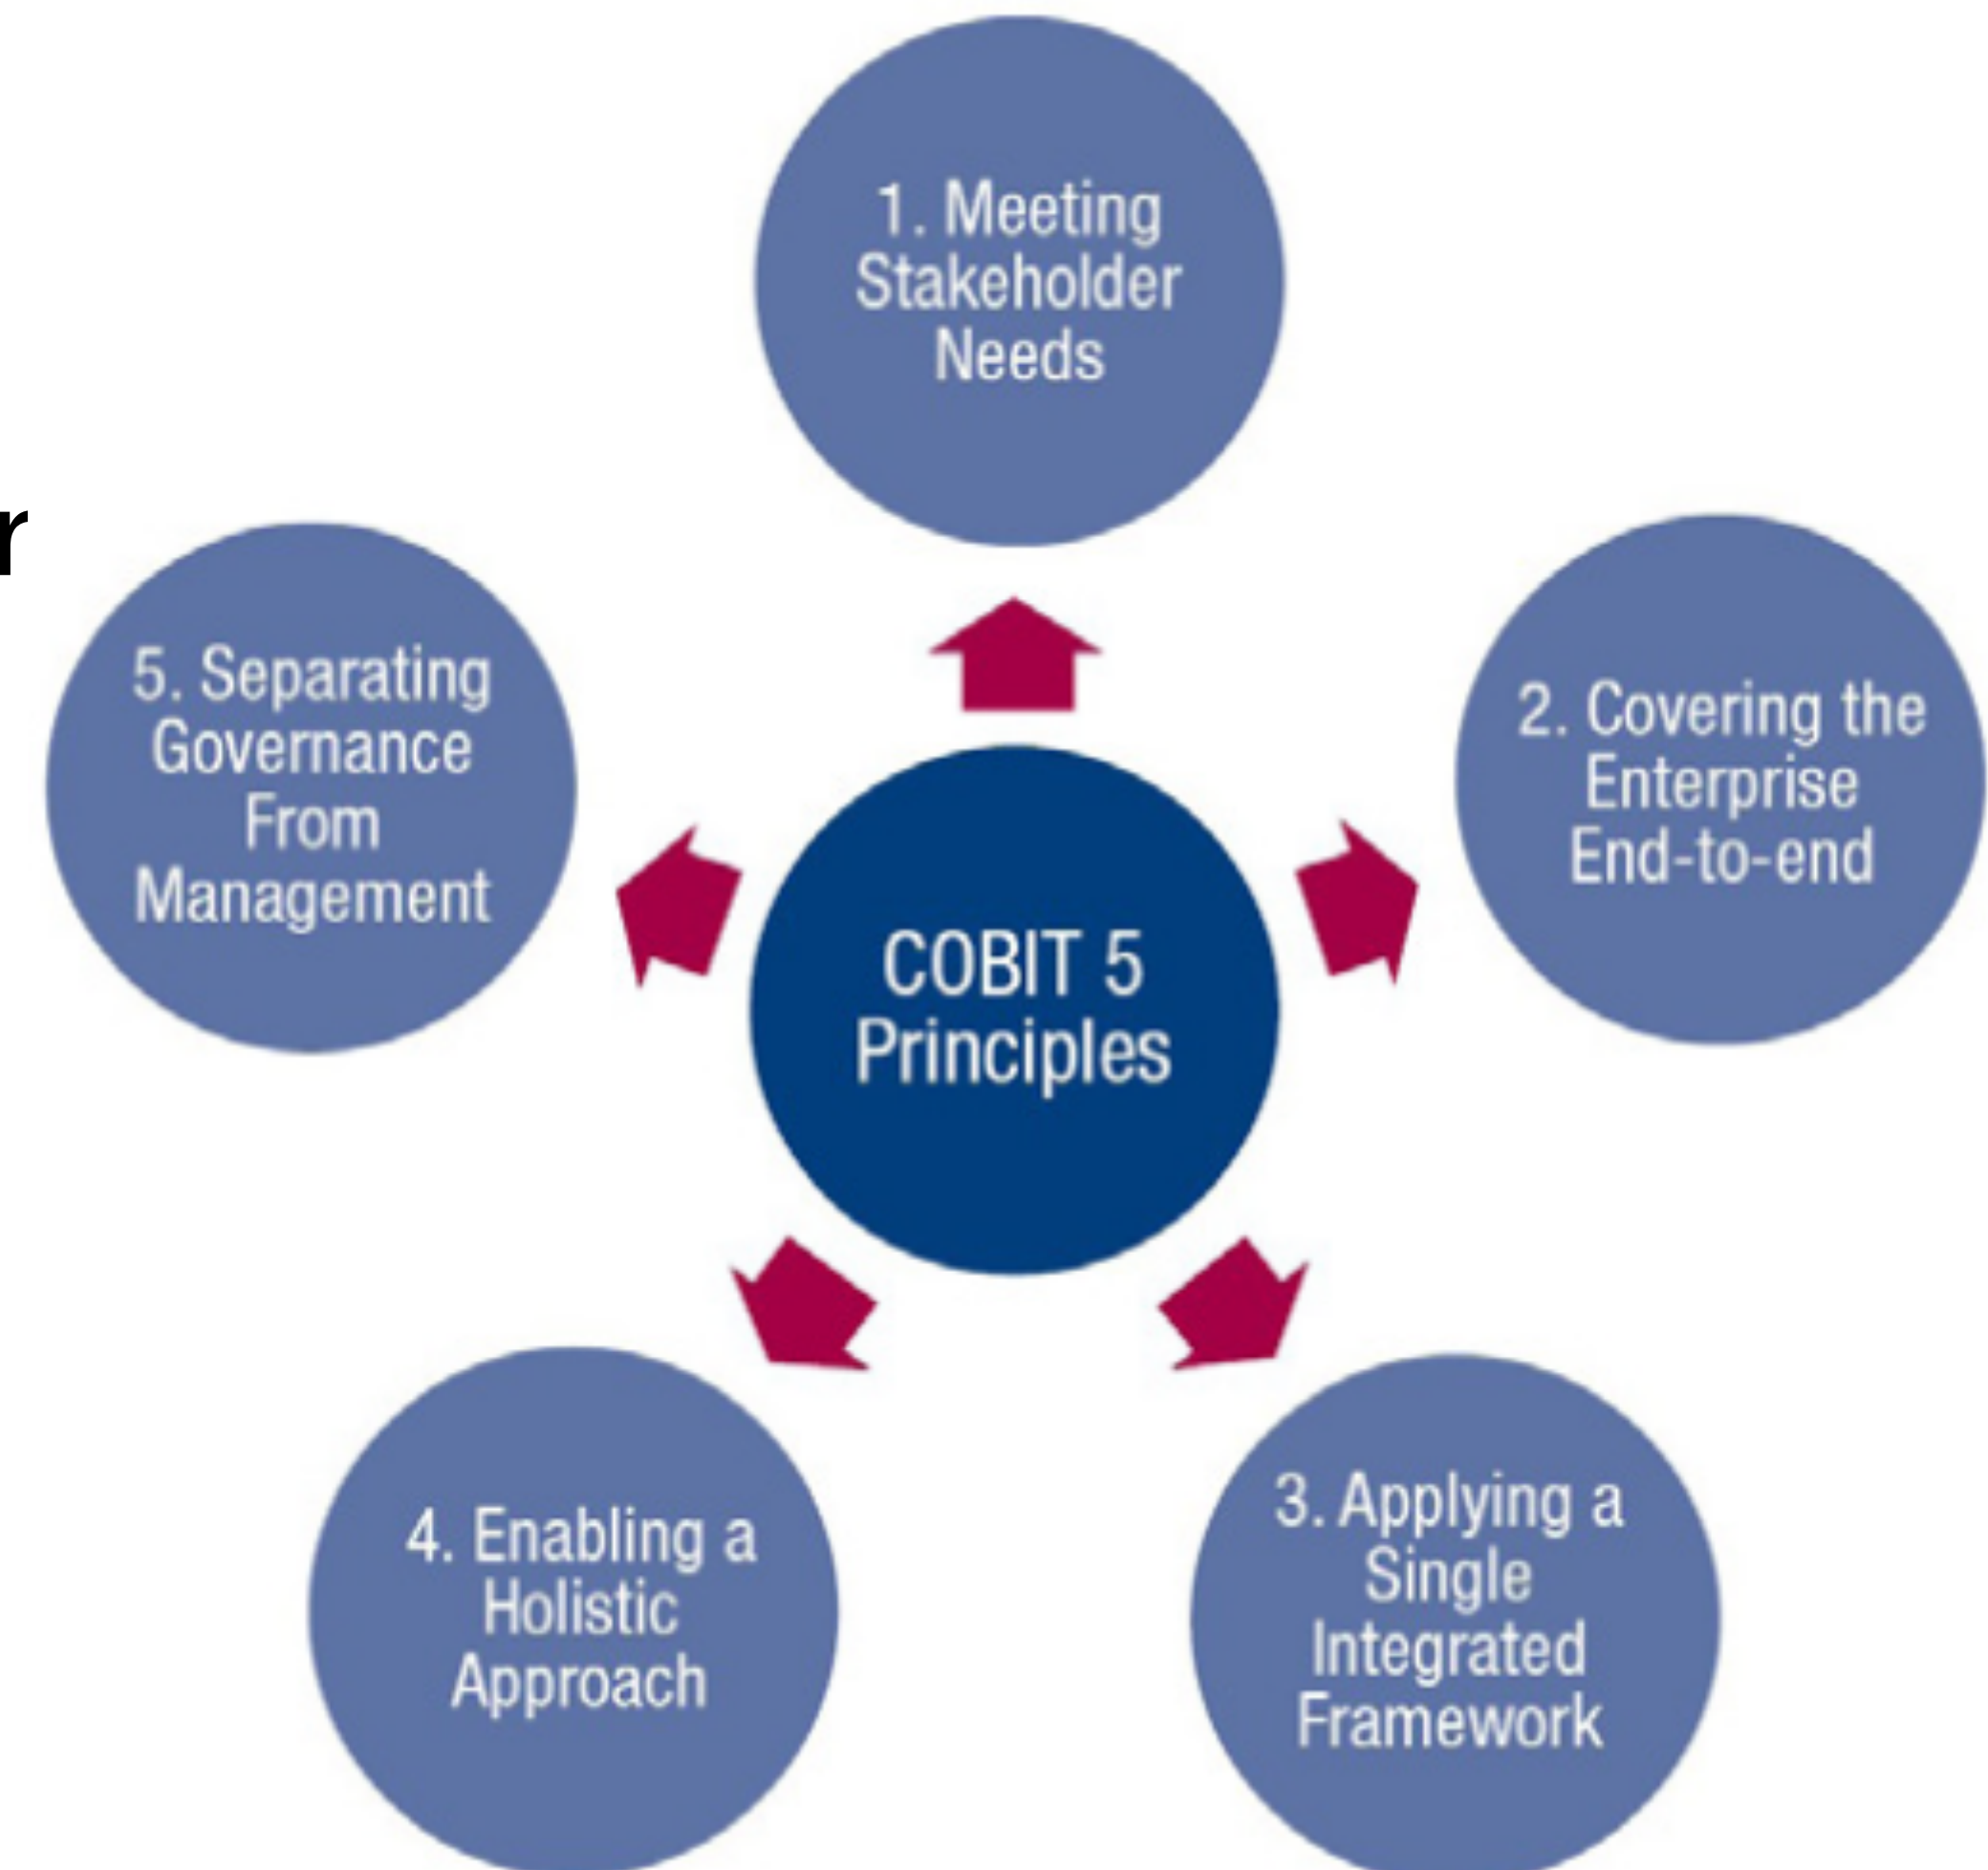 1. Meeting
Stakeholder
Needs
r
5. Separating
Governance
From
Management
2. Covering the
Enterprise
End-to-end
COBIT 5
Principles
4. Enabling a
Holistic
Approach
3. Applying a
Single
Integrated
Framework